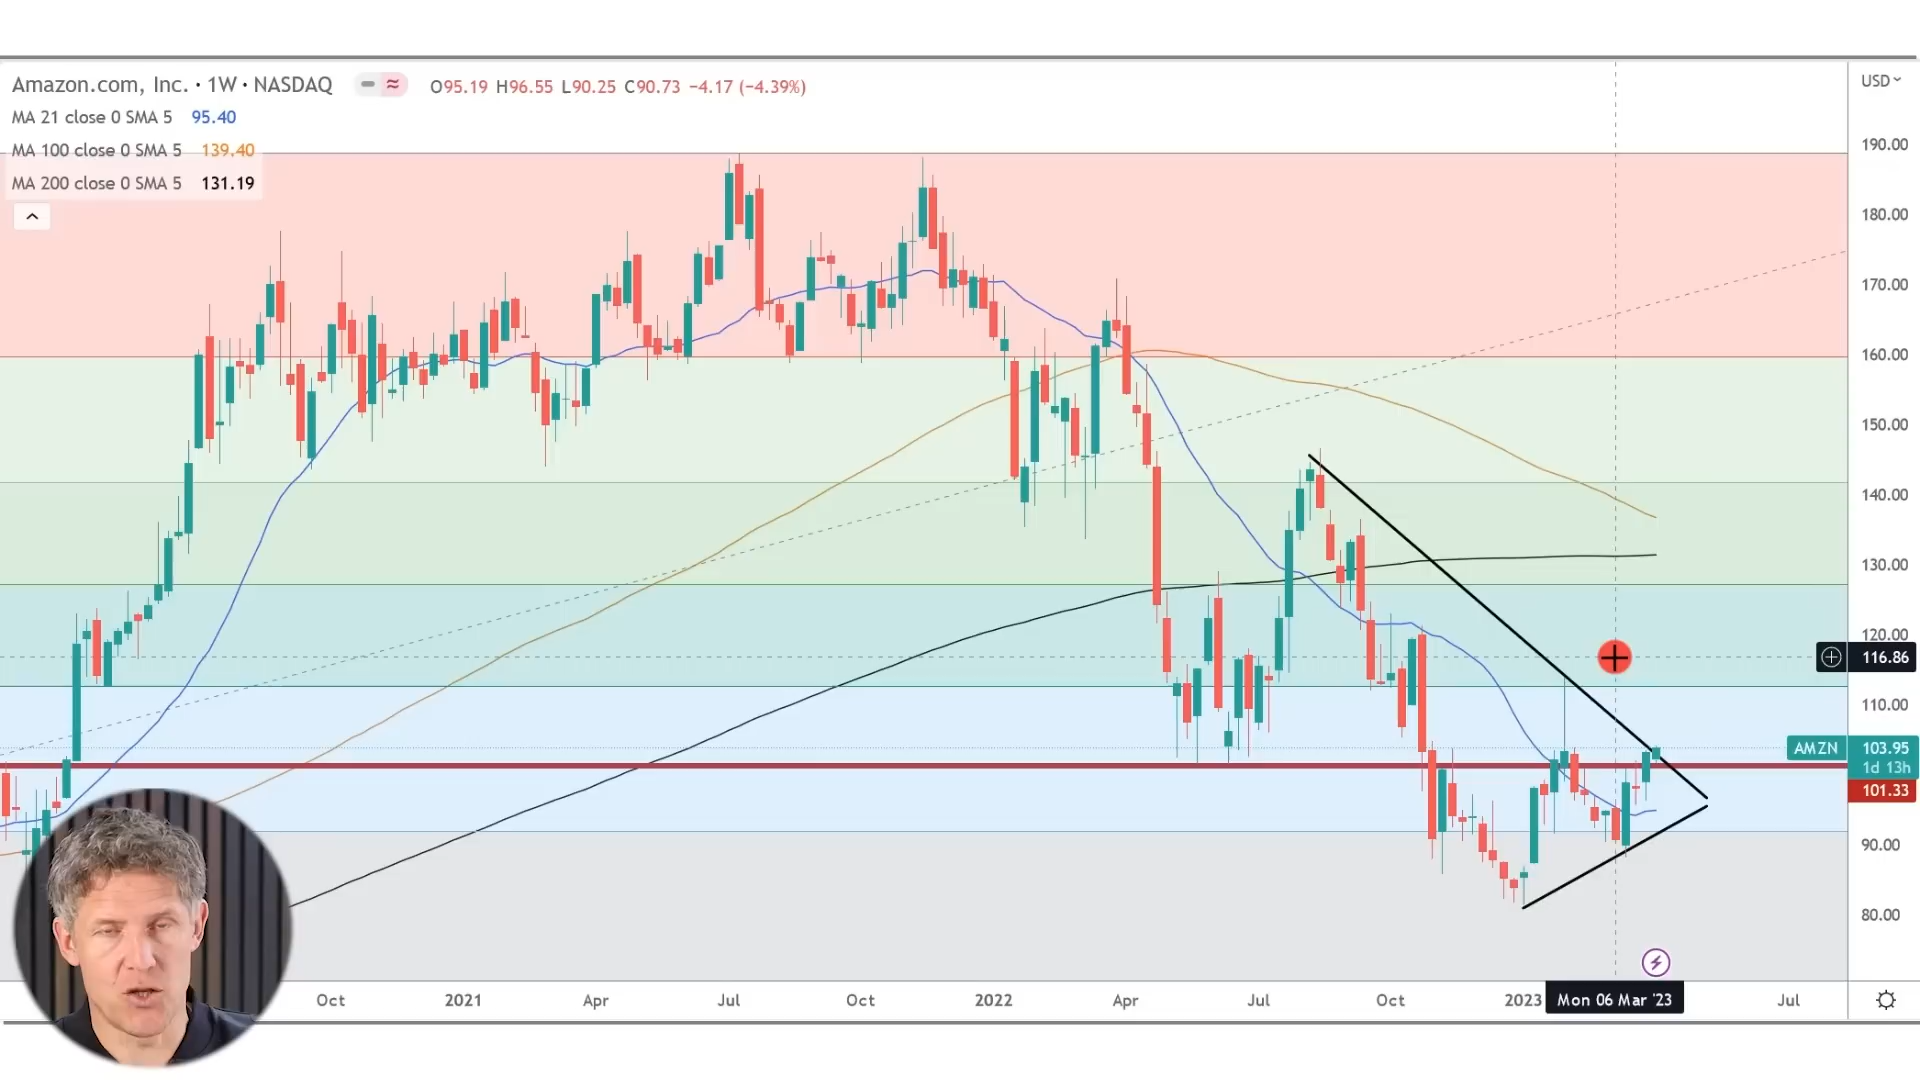 Amazon.com, Inc. · 1W · NASDAQ O95.19 H96.55 L90.25 C90.73 −4.17 (−4.39%)
MA 21 close 0 SMA 5 95.40
MA 100 close 0 SMA 5 139.40
MA 200 close 0 SMA 5 131.19
USD
190.00
180.00
170.00
160.00
150.00
140.00
130.00
120.00
116.86
110.00
AMZN 103.95
1d 13h
101.33
90.00
80.00
Oct 2021 Apr Jul Oct 2022 Apr Jul Oct 2023 Mon 06 Mar '23 Jul